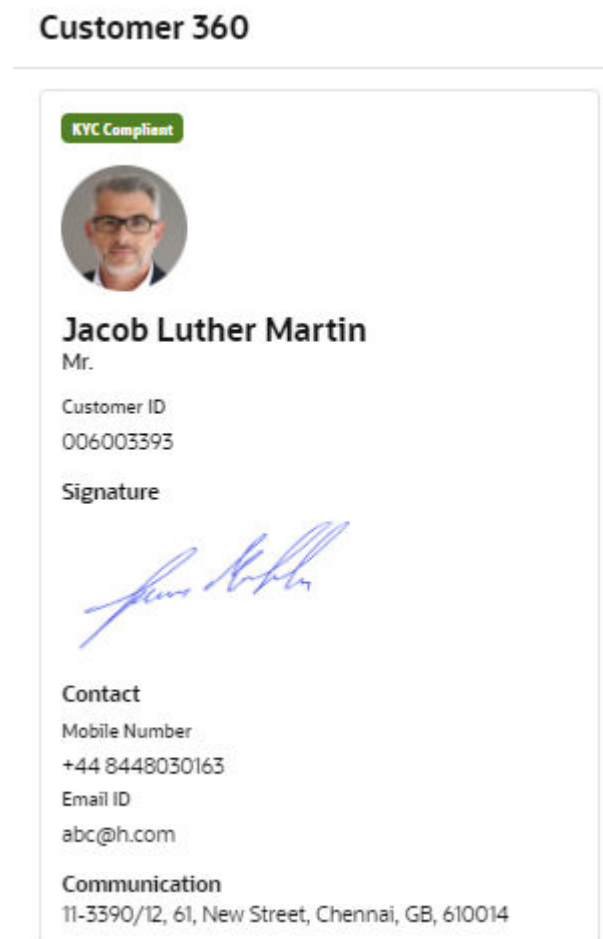 Customer 360
KYC Compliant
Jacob Luther Martin
Mr.
Customer ID
006003393
Signature
Contact
Mobile Number
+44 8448030163
Email ID
abc@h.com
Communication
11-3390/12, 61, New Street, Chennai, GB, 610014